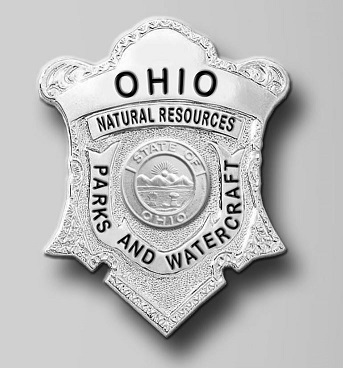 OHIO
NATURAL RESOURCES
STATE OF
OHIO
PARKS AND WATERCRAFT